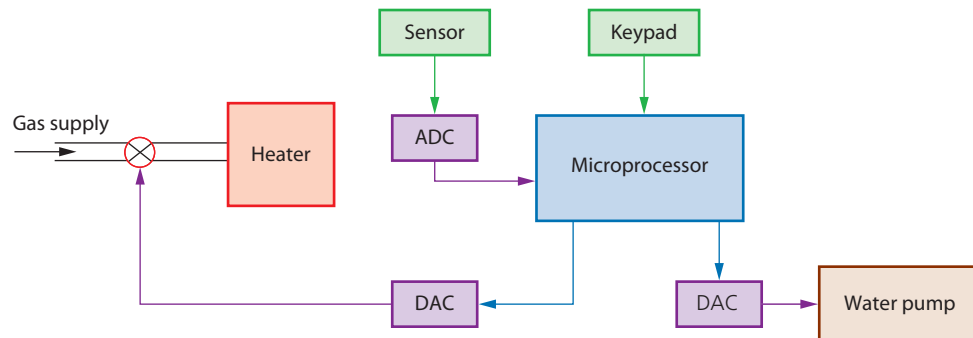 Sensor
Keypad
Gas supply
ADC
Heater
Microprocessor
DAC
DAC
Water pump